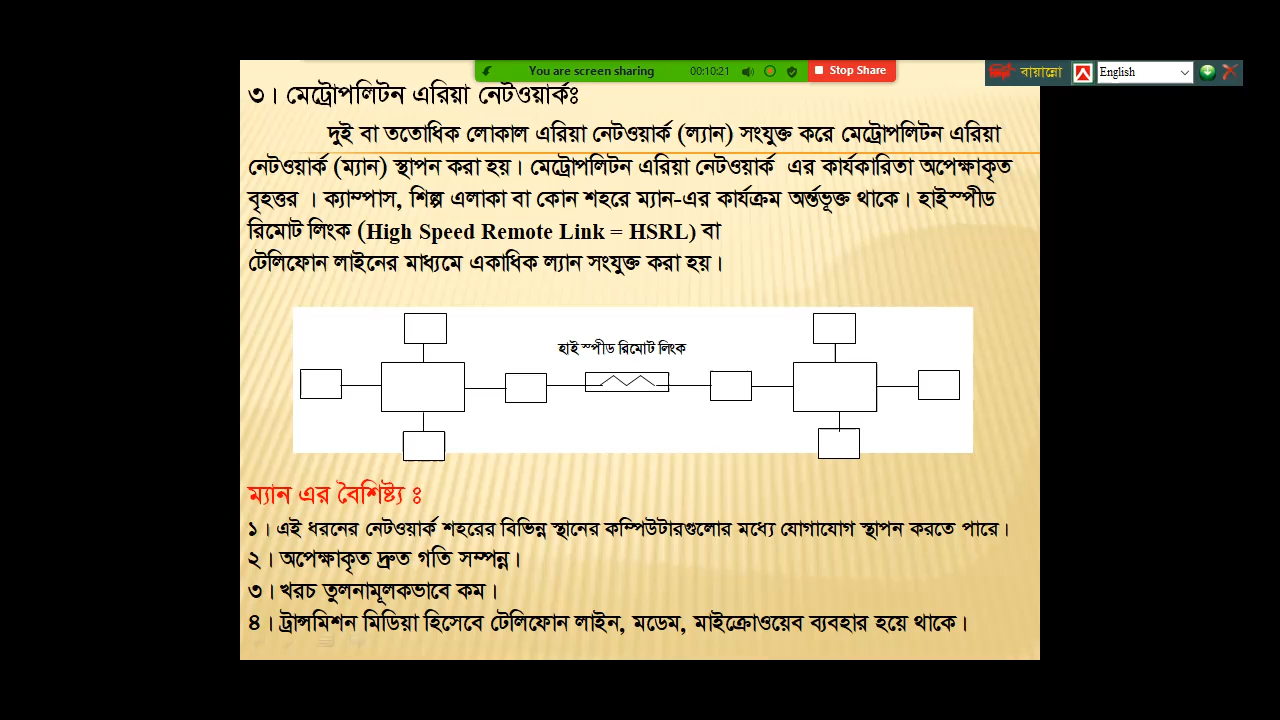 You are screen sharing 00:10:21 Stop Share
বায়ান্নো English
৩। মেট্রোপলিটন এরিয়া নেটওয়ার্কঃ
দুই বা ততোধিক লোকাল এরিয়া নেটওয়ার্ক (ল্যান) সংযুক্ত করে মেট্রোপলিটন এরিয়া
নেটওয়ার্ক (ম্যান) স্থাপন করা হয়। মেট্রোপলিটন এরিয়া নেটওয়ার্ক এর কার্যকারিতা অপেক্ষাকৃত
বৃহত্তর । ক্যাম্পাস, শিল্প এলাকা বা কোন শহরে ম্যান-এর কার্যক্রম অর্ন্তভূক্ত থাকে। হাইস্পীড
রিমোট লিংক (High Speed Remote Link = HSRL) বা
টেলিফোন লাইনের মাধ্যমে একাধিক ল্যান সংযুক্ত করা হয়।
হাই স্পীড রিমোট লিংক
ম্যান এর বৈশিষ্ট্য ঃ
১। এই ধরনের নেটওয়ার্ক শহরের বিভিন্ন স্থানের কম্পিউটারগুলোর মধ্যে যোগাযোগ স্থাপন করতে পারে।
২। অপেক্ষাকৃত দ্রুত গতি সম্পন্ন।
৩। খরচ তুলনামূলকভাবে কম।
৪। ট্রান্সমিশন মিডিয়া হিসেবে টেলিফোন লাইন, মডেম, মাইক্রোওয়েব ব্যবহার হয়ে থাকে।